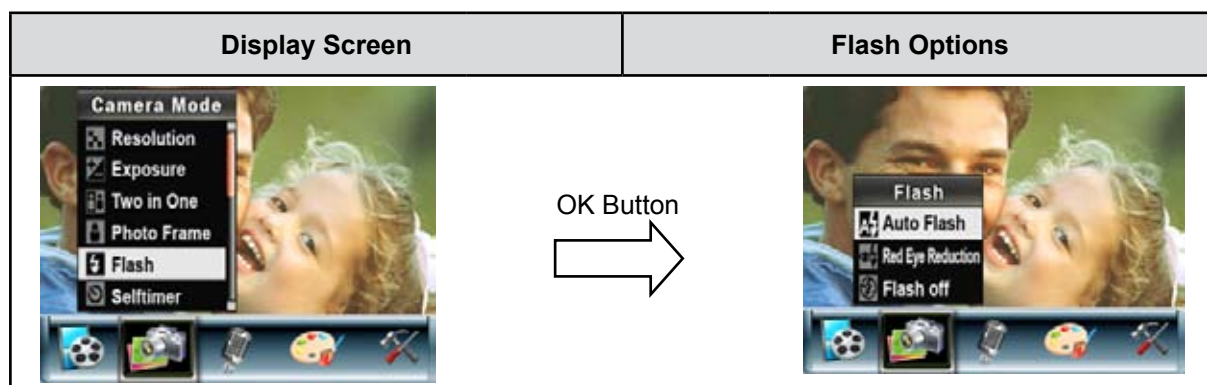 Display Screen
Flash Options
Camera Mode
Resolution
Exposure
Two in One
Photo Frame
Flash
Selftimer
OK Button
Flash
Auto Flash
Red Eye Reduction
Flash off